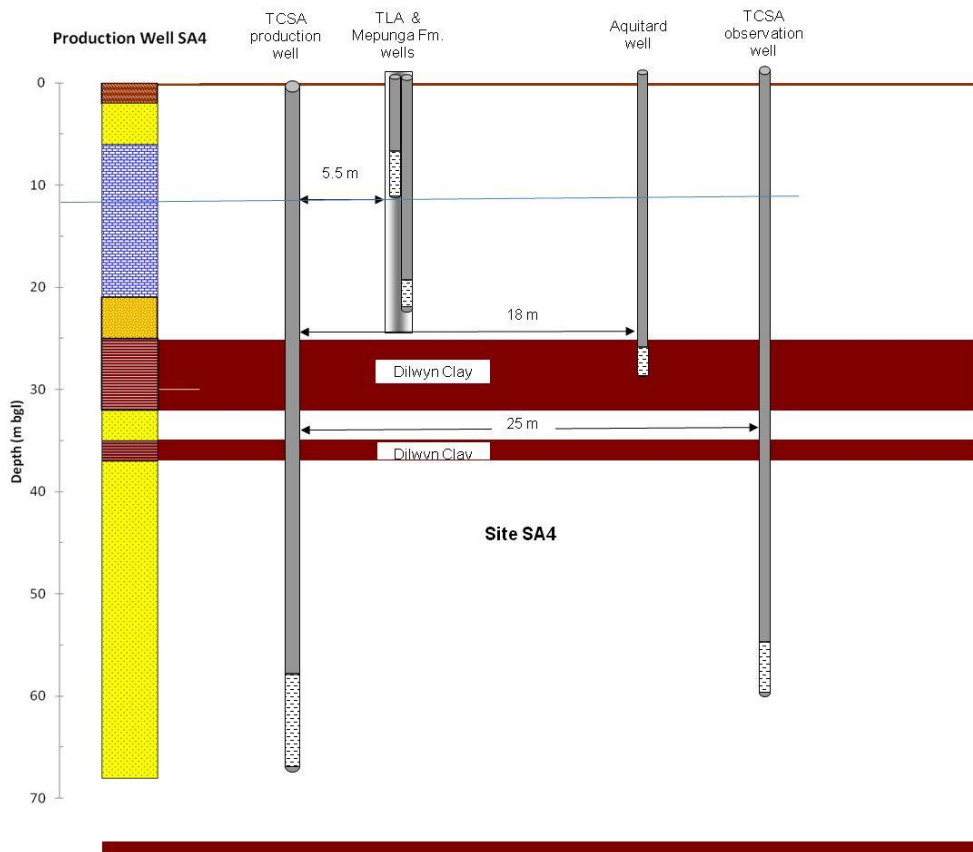 Production Well SA4
TCSA
production
well
TLA & 
Mepunga Fm.
wells
Aquitard
well
TCSA
observation
well
0
10
20
30
40
50
60
70
Depth (m bgl)
5.5 m
18 m
Dilwyn Clay
25 m
Dilwyn Clay
Site SA4